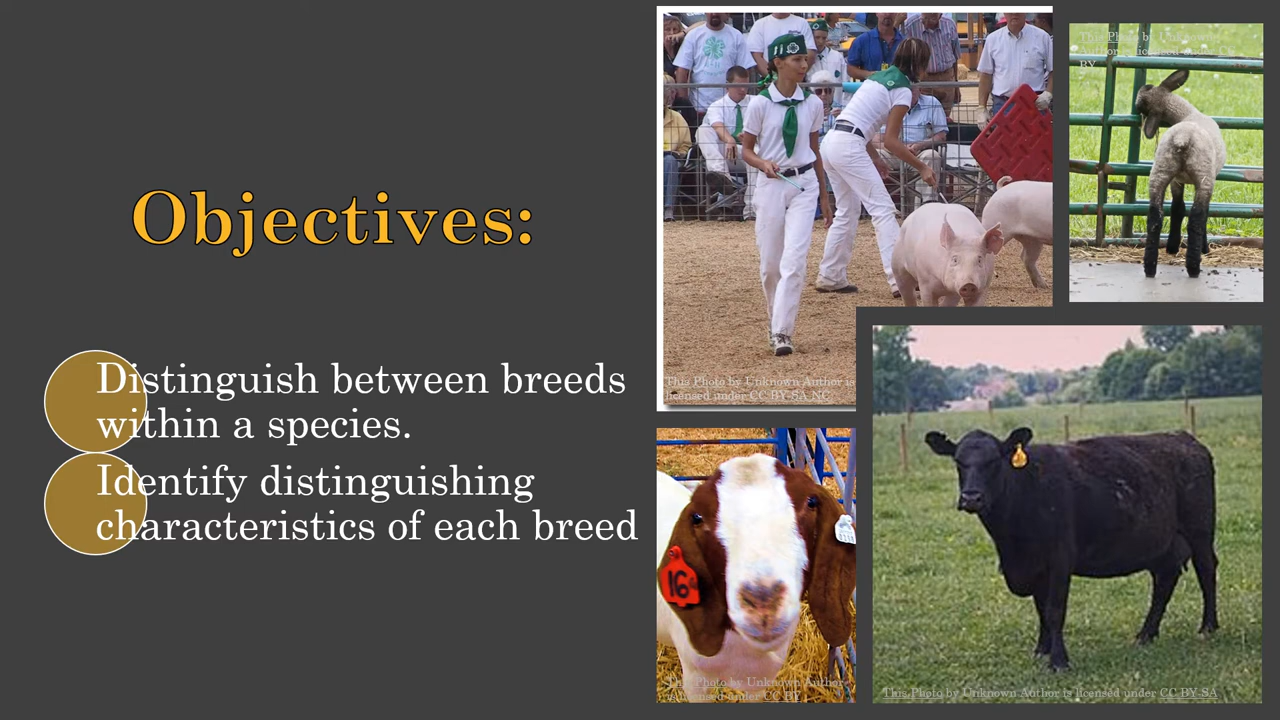 Objectives:
Distinguish between breeds
within a species.
Identify distinguishing
characteristics of each breed
This Photo by Unknown Author is
licensed under CC BY-SA-NC
This Photo by Unknown
Author is licensed under CC
BY
16
This Photo by Unknown Author
is licensed under CC BY
This Photo by Unknown Author is licensed under CC BY-SA